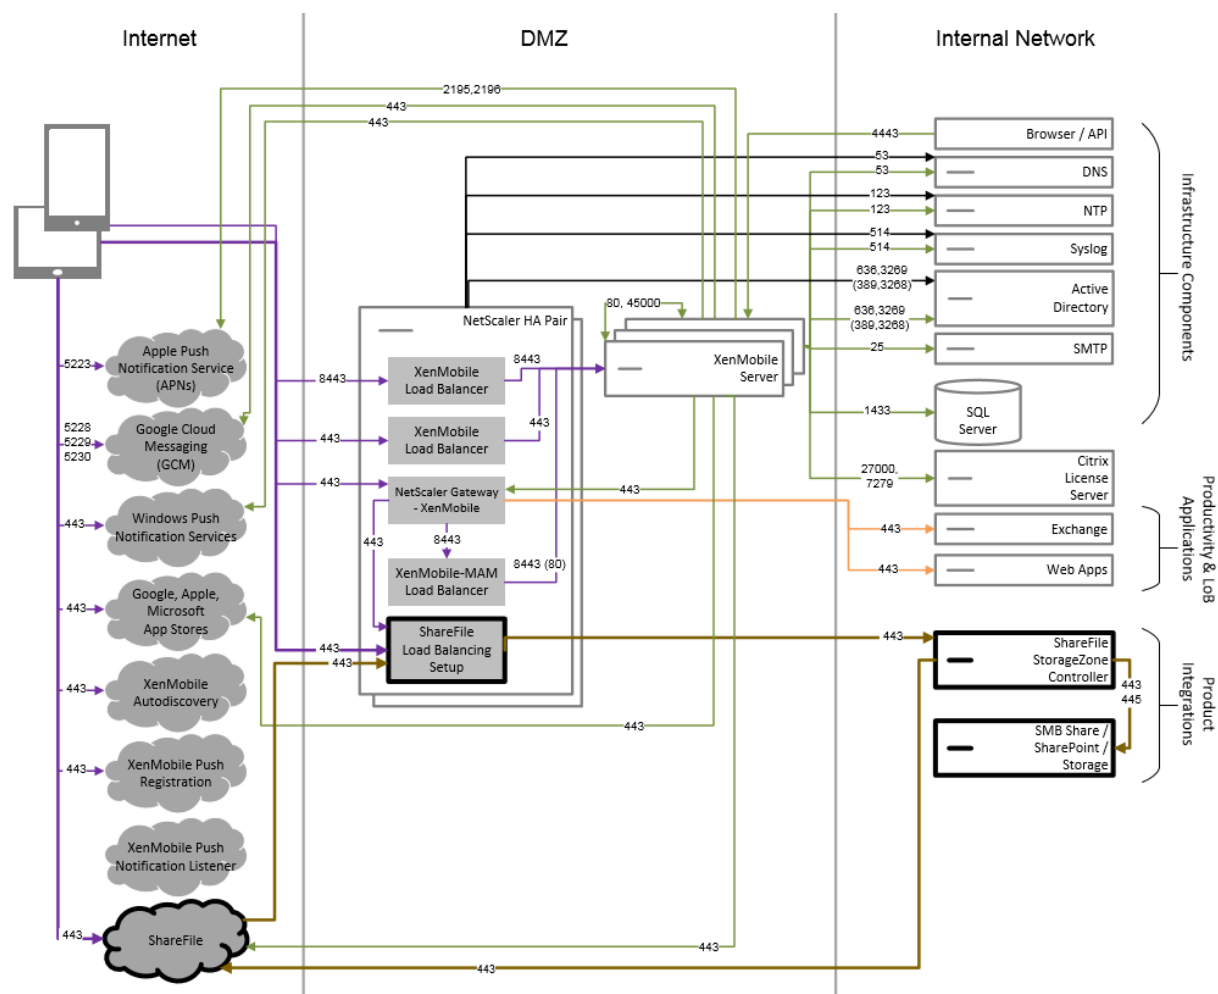 Internet
DMZ
Internal Network
2195,2196
443
443
4443
Browser / API
53
53
DNS
123
123
NTP
514
514
Syslog
636,3269
(389,3268)
636,3269
(389,3268)
Active
Directory
25
SMTP
1433
SQL
Server
27000,
7279
Citrix
License
Server
Infrastructure Components
443
Exchange
443
Web Apps
Productivity & LoB
Applications
443
ShareFile
StorageZone
Controller
443
445
SMB Share /
SharePoint /
Storage
Product
Integrations
NetScaler HA Pair
80, 45000
XenMobile
Server
8443
XenMobile
Load Balancer
8443
443
XenMobile
Load Balancer
443
443
NetScaler Gateway
- XenMobile
443
443
8443
XenMobile-MAM
Load Balancer
8443 (80)
443
443
ShareFile
Load Balancing
Setup
443
443
443
5223
Apple Push
Notification Service
(APNs)
5228
5229
5230
Google Cloud
Messaging
(GCM)
443
Windows Push
Notification Services
443
Google, Apple,
Microsoft
App Stores
443
XenMobile
Autodiscovery
443
XenMobile Push
Registration
XenMobile Push
Notification Listener
443
ShareFile